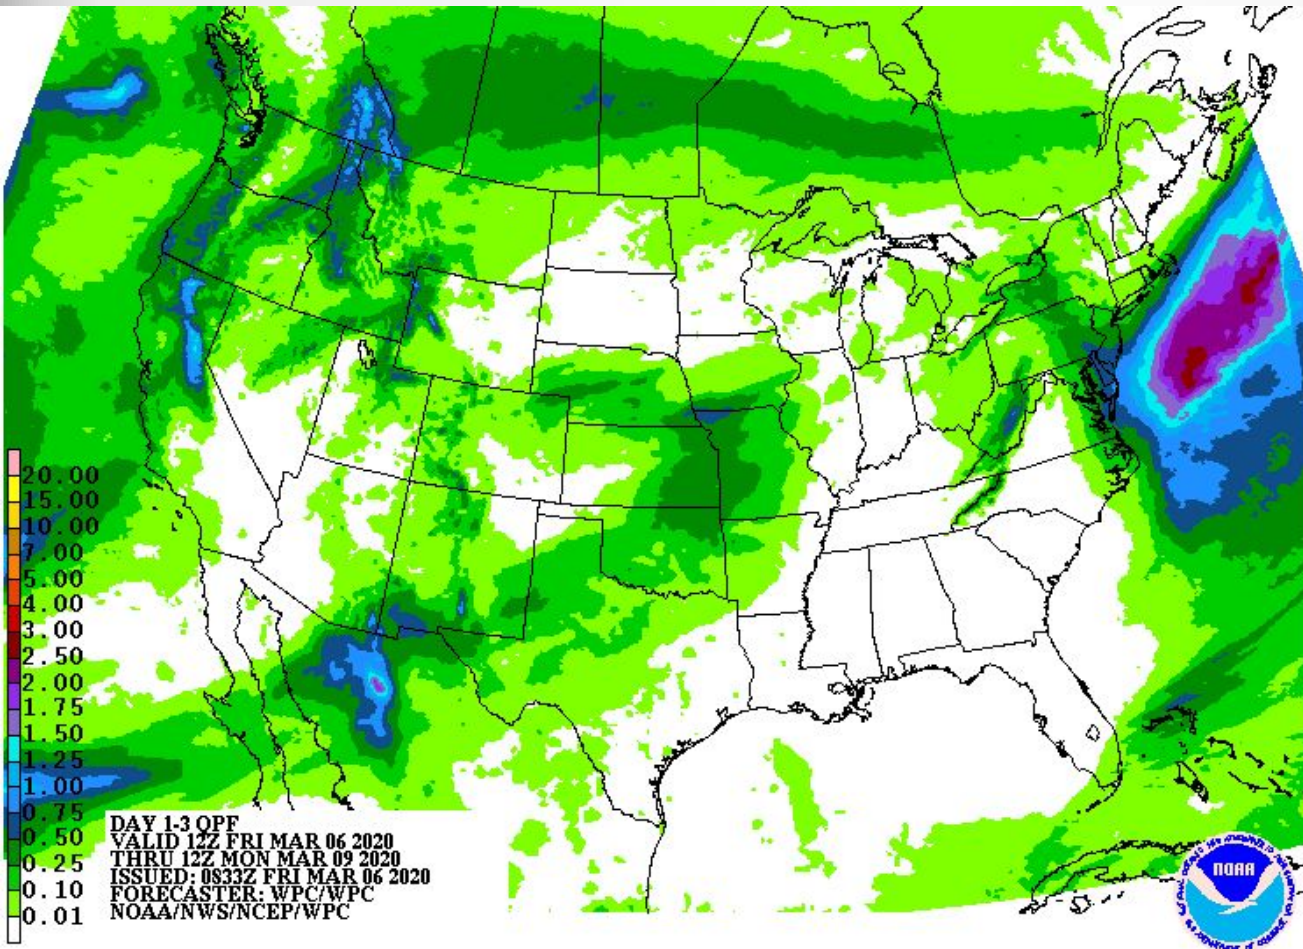 20.00
15.00
10.00
7.00
5.00
4.00
3.00
2.50
2.00
1.75
1.50
1.25
1.00
0.75
0.50
0.25
0.10
0.01
DAY 1-3 QPF
VALID 12Z FRI MAR 06 2020
THRU 12Z MON MAR 09 2020
ISSUED: 0833Z FRI MAR 06 2020
FORECASTER: WPC/WPC
NOAA/NWS/NCEP/WPC
NOAA